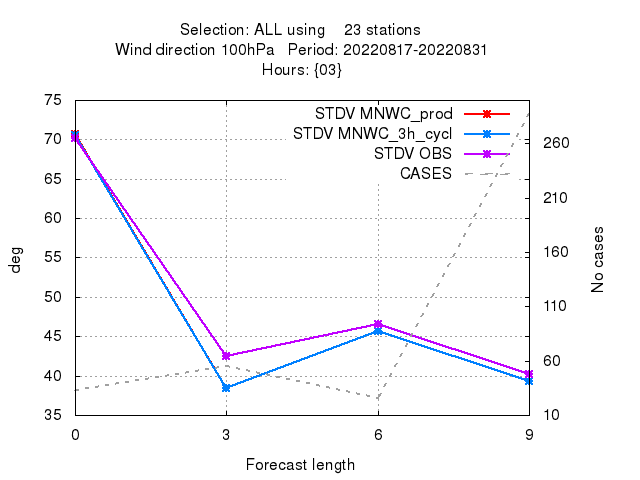 Selection: ALL using    23 stations
Wind direction 100hPa   Period: 20220817-20220831
Hours: {03}
STDV MNWC_prod
STDV MNWC_3h_cycl
STDV OBS
CASES
75
70
65
60
55
50
45
40
35
deg
260
210
160
110
60
10
No cases
0
3
6
9
Forecast length